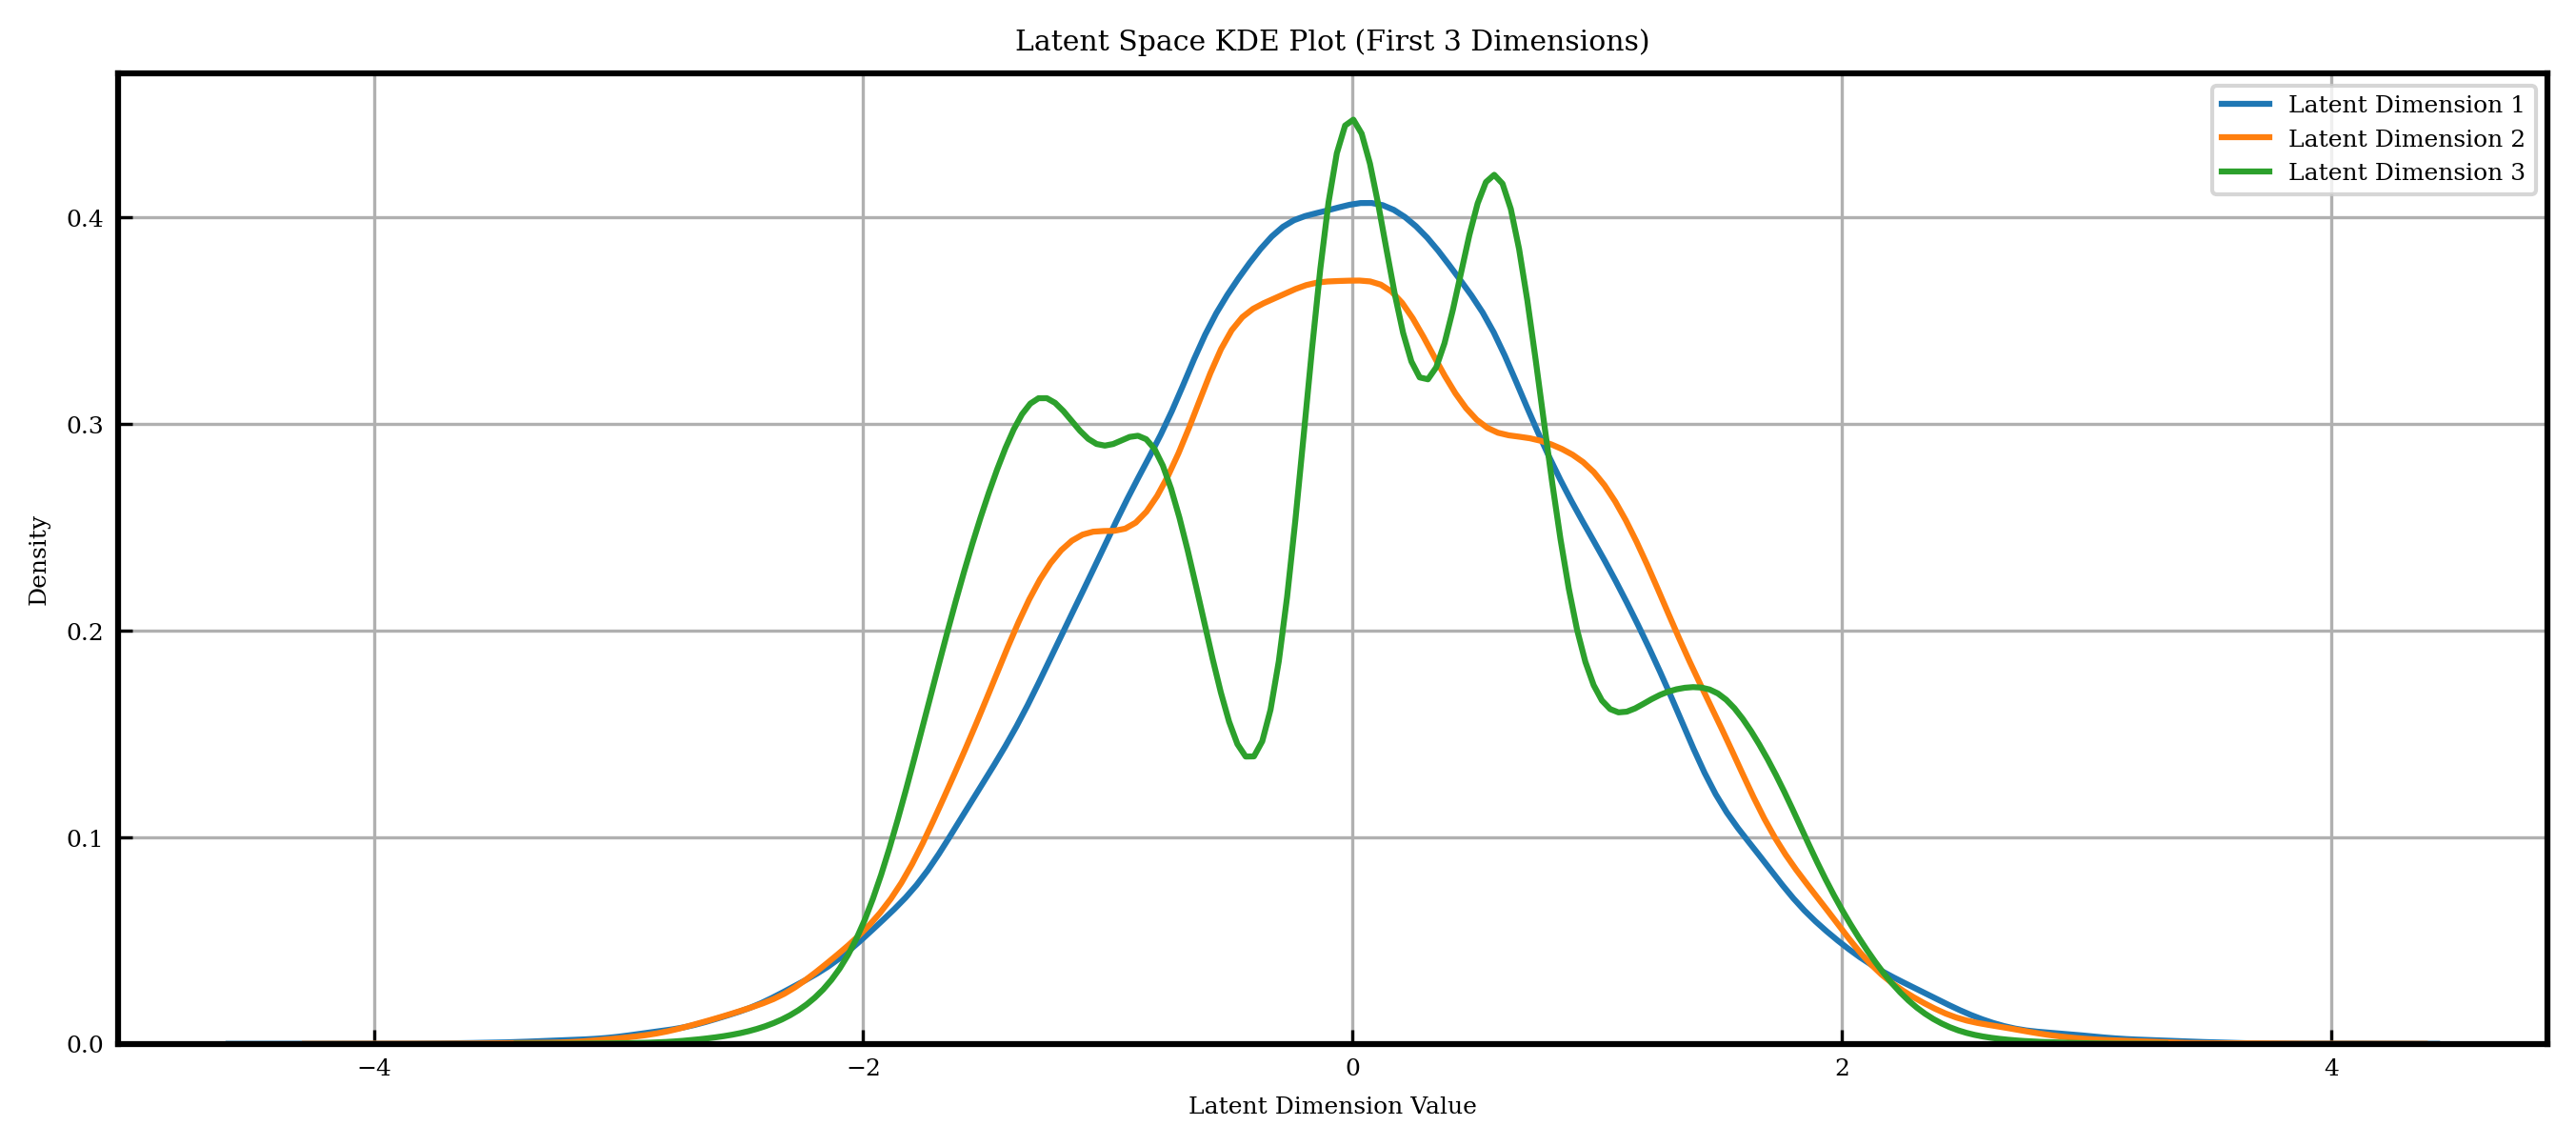 Latent Space KDE Plot (First 3 Dimensions)
Latent Dimension 1
Latent Dimension 2
Latent Dimension 3
Density
0.4
0.3
0.2
0.1
0.0
−4
−2
0
2
4
Latent Dimension Value